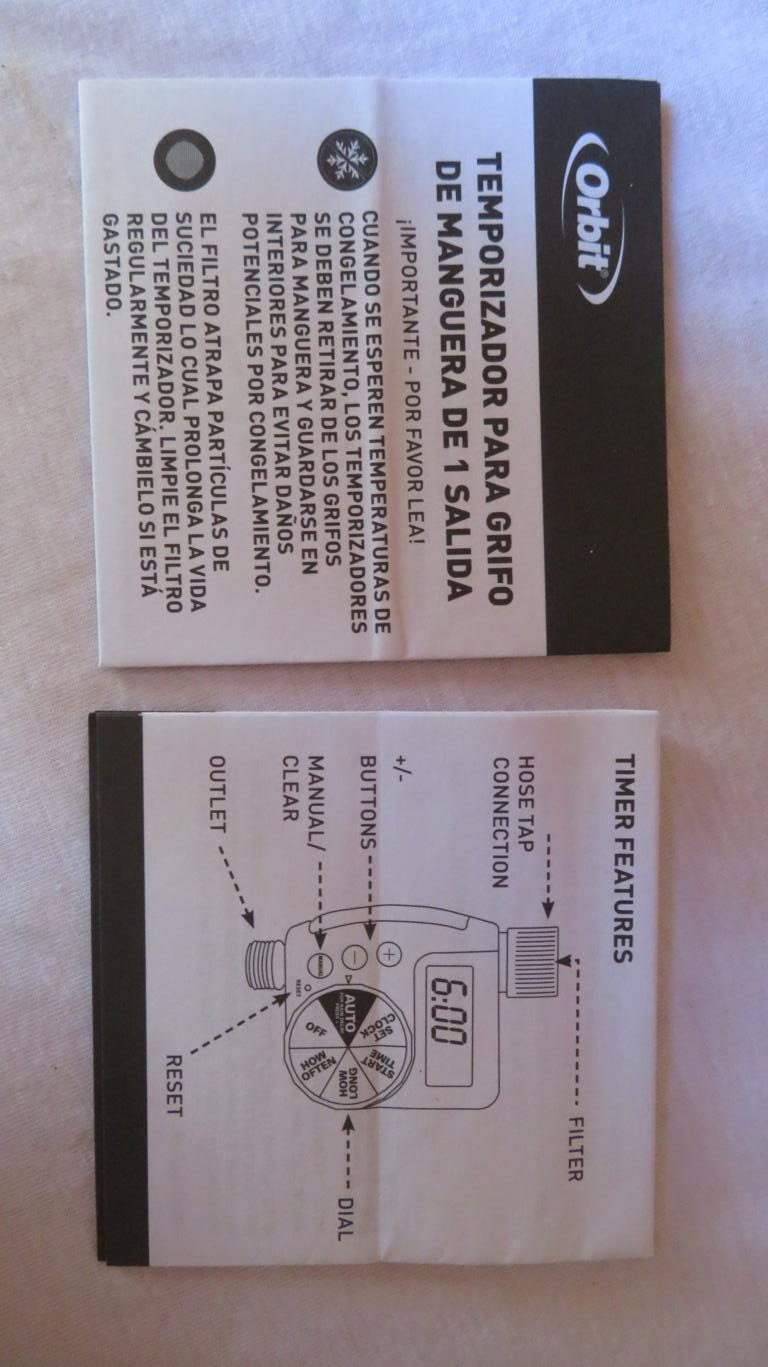 Orbit®
TEMPORIZADOR PARA GRIFO
DE MANGUERA DE 1 SALIDA
¡IMPORTANTE - POR FAVOR LEA!
CUANDO SE ESPEREN TEMPERATURAS DE
CONGELAMIENTO, LOS TEMPORIZADORES
SE DEBEN RETIRAR DE LOS GRIFOS
PARA MANGUERA Y GUARDARSE EN
INTERIORES PARA EVITAR DAÑOS
POTENCIALES POR CONGELAMIENTO.
EL FILTRO ATRAPA PARTÍCULAS DE
SUCIEDAD LO CUAL PROLONGA LA VIDA
DEL TEMPORIZADOR. LIMPIE EL FILTRO
REGULARMENTE Y CÁMBIELO SI ESTÁ
GASTADO.
TIMER FEATURES
FILTER
HOSE TAP
CONNECTION
6:00
+/-
BUTTONS
+
−
MANUAL/
CLEAR
MANUAL
RESET
SET
CLOCK
START
TIME
HOW
LONG
HOW
OFTEN
OFF
AUTO
DIAL
OUTLET
RESET